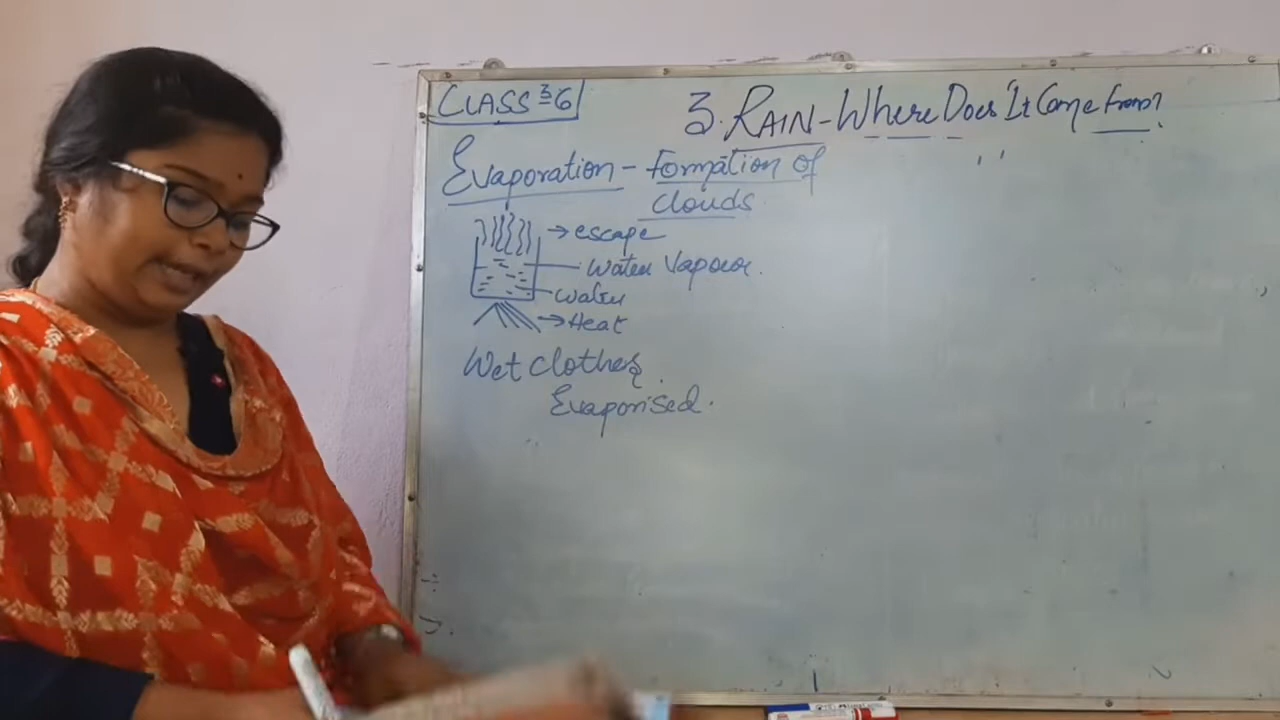 CLASS 6
3. RAIN - Where Does It Come From?
Evaporation - Formation of
clouds
→ escape
Water Vapour.
Water
→ Heat
Wet clothes
Evaporised.